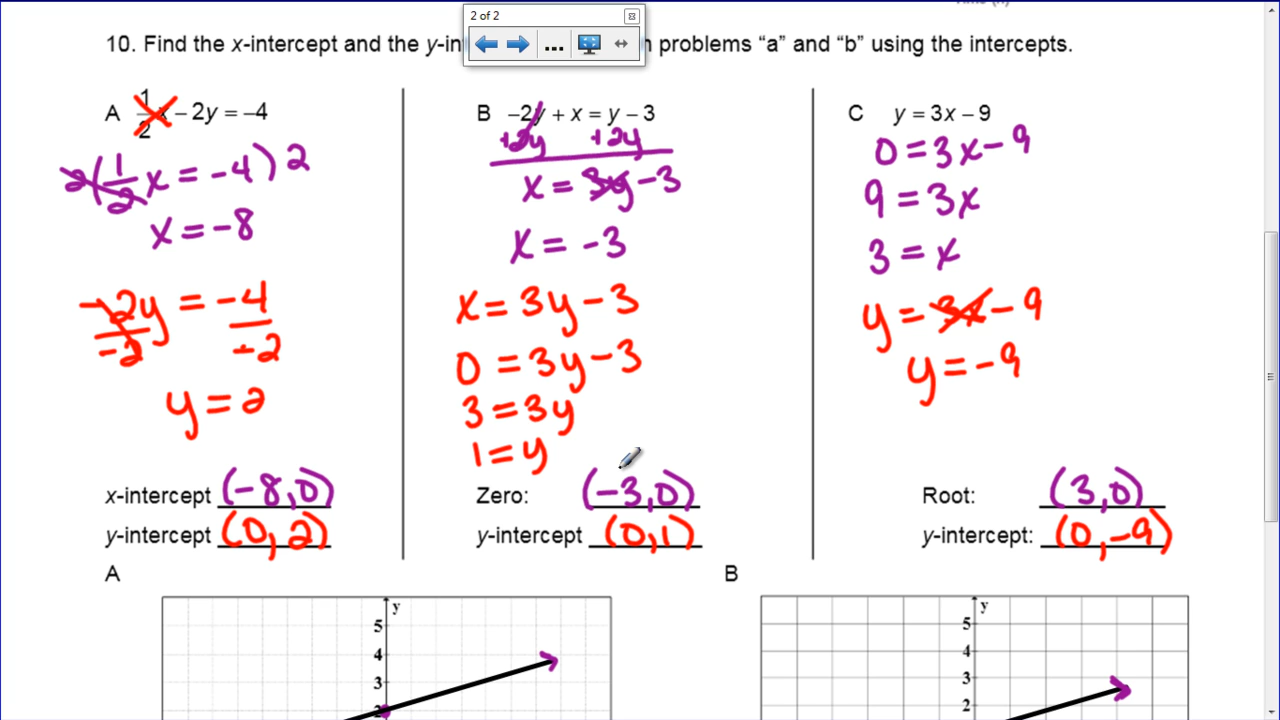 2 of 2
10. Find the x-intercept and the y-in problems “a” and “b” using the intercepts.
A 1/2 x – 2y = –4
2(1/2 x = -4)2
x = -8
-2y = -4
-2 -2
y = 2
x-intercept (-8,0)
y-intercept (0,2)
B –2y + x = y – 3
+2y +2y
x = 3y - 3
x = -3
x = 3y - 3
0 = 3y - 3
3 = 3y
1 = y
Zero: (-3,0)
y-intercept (0,1)
C y = 3x – 9
0 = 3x - 9
9 = 3x
3 = x
y = 3x - 9
y = -9
Root: (3,0)
y-intercept: (0,-9)
A
y
5
4
3
2
B
y
5
4
3
2